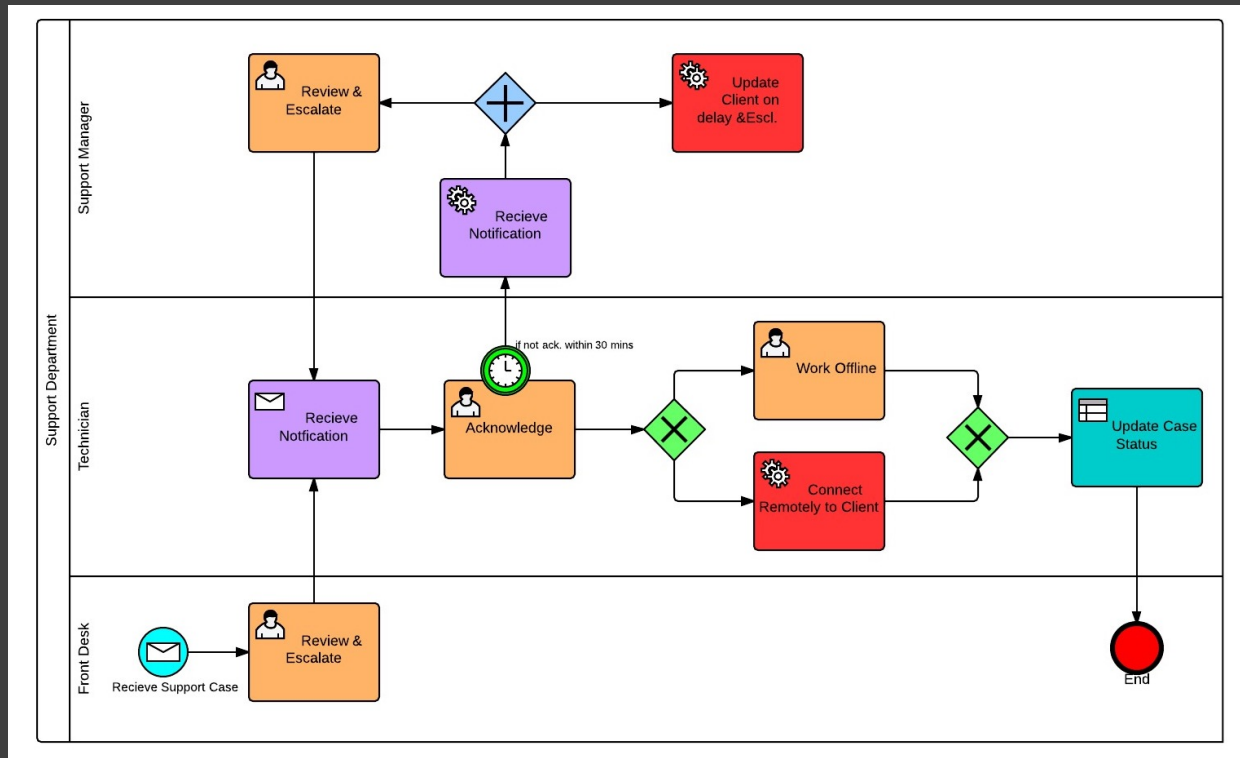 Support Department
Support Manager
Review &
Escalate
Update
Client on
delay &Escl.
Recieve
Notification
Technician
if not ack. within 30 mins
Recieve
Notfication
Acknowledge
Work Offline
Connect
Remotely to Client
Update Case
Status
Front Desk
Recieve Support Case
Review &
Escalate
End